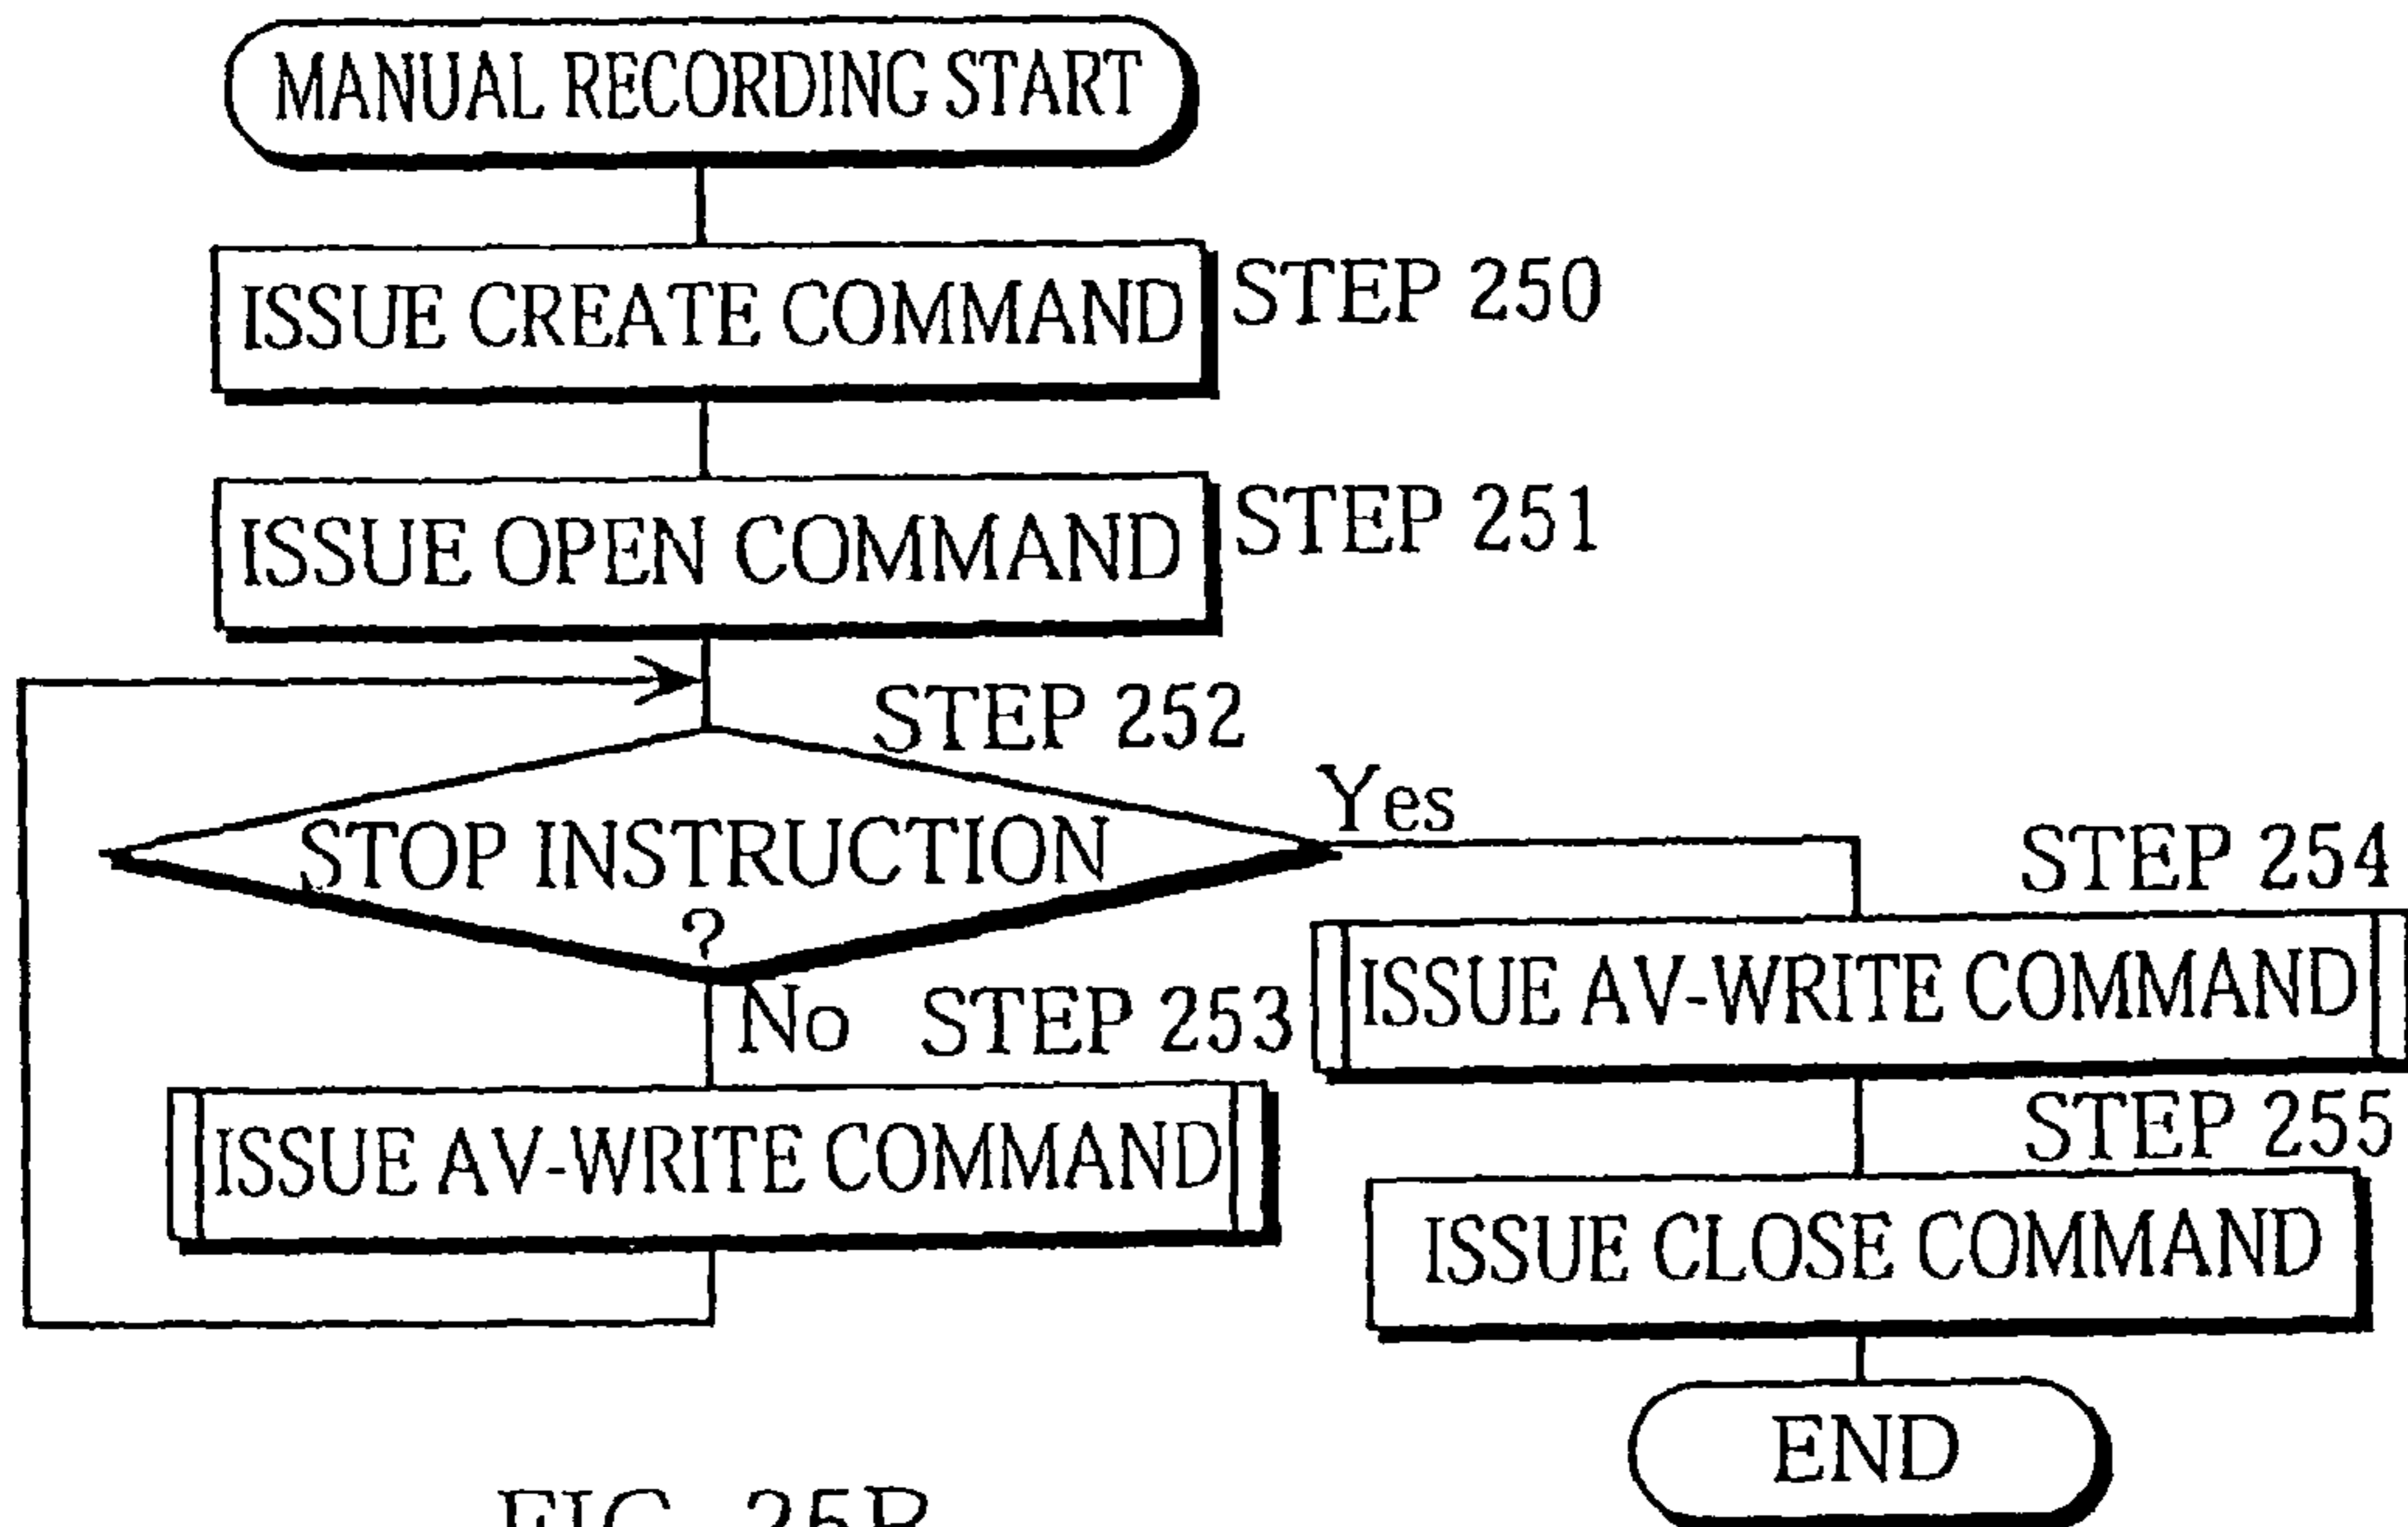 MANUAL RECORDING START
ISSUE CREATE COMMAND
STEP 250
ISSUE OPEN COMMAND
STEP 251
STEP 252
STOP INSTRUCTION
?
Yes
No
STEP 253
ISSUE AV-WRITE COMMAND
STEP 254
ISSUE AV-WRITE COMMAND
STEP 255
ISSUE CLOSE COMMAND
END